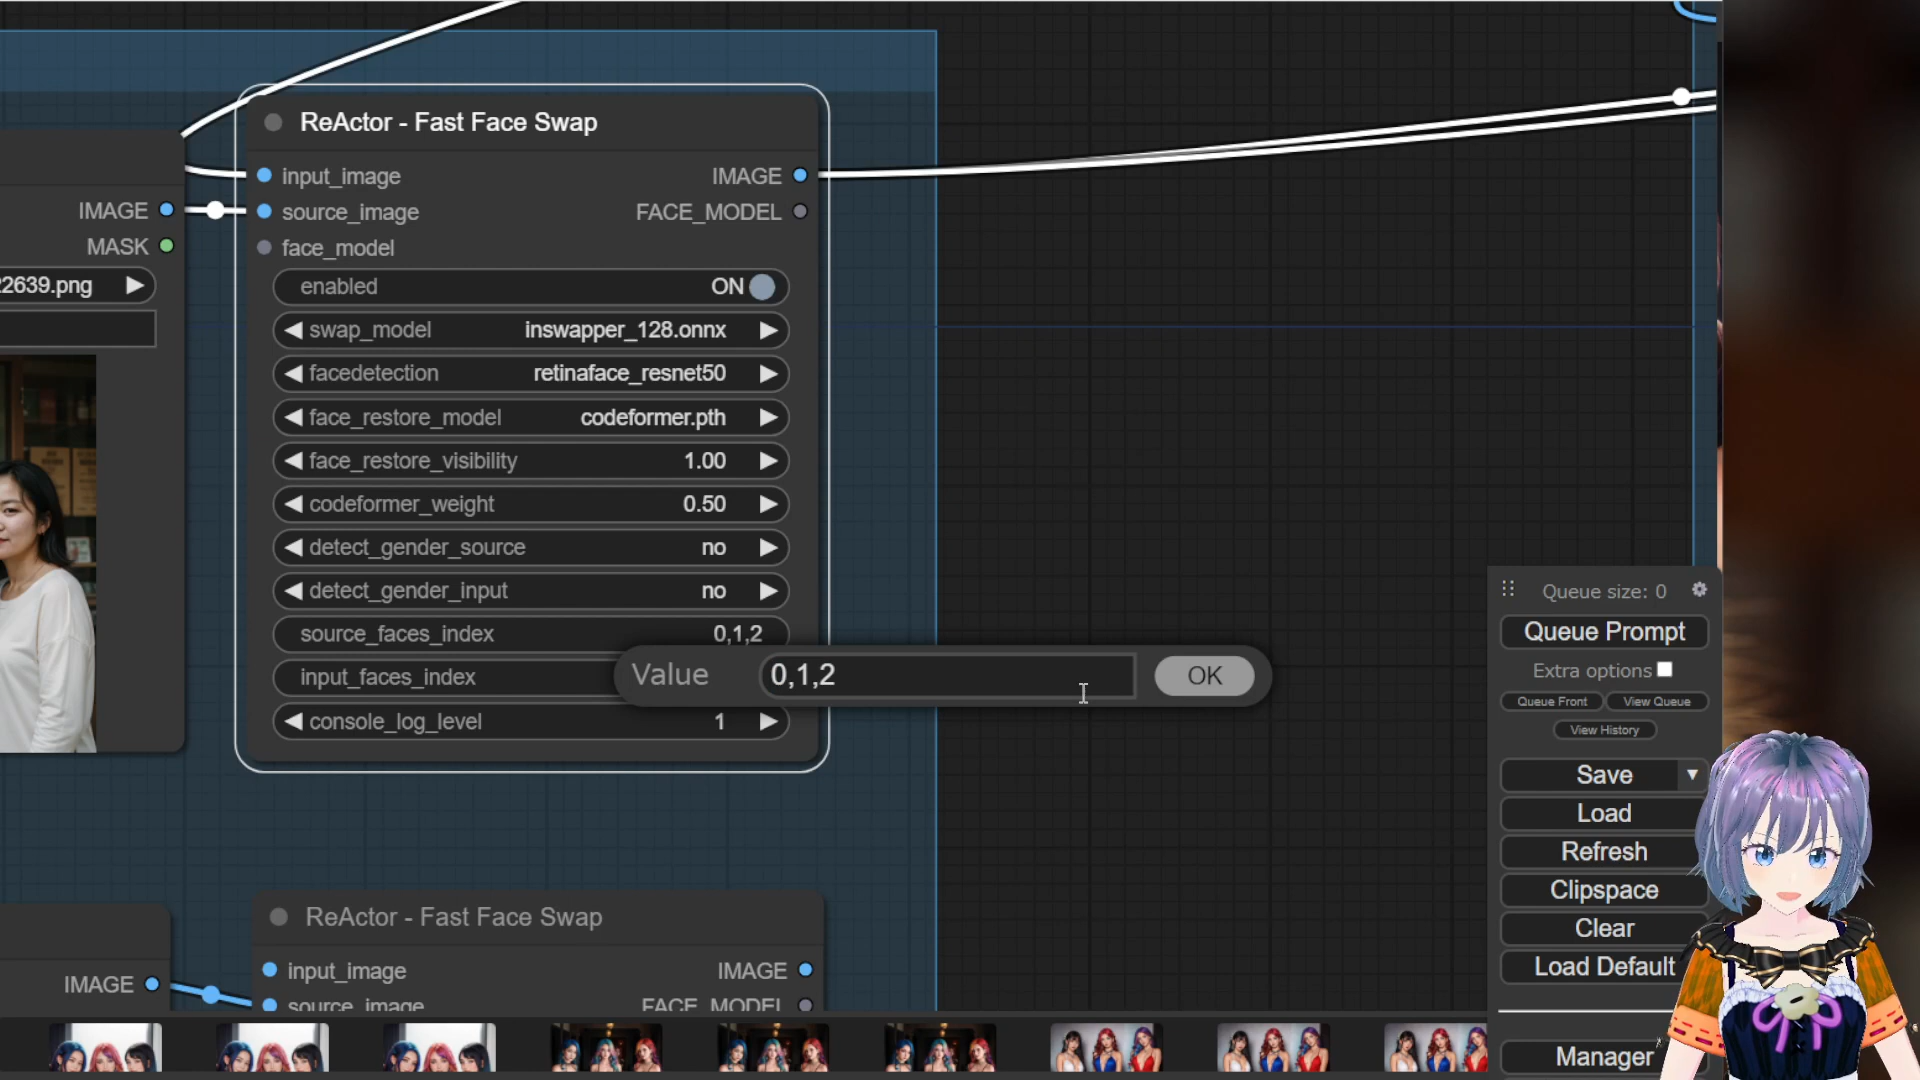 ReActor - Fast Face Swap
input_image
IMAGE
IMAGE
source_image
FACE_MODEL
MASK
face_model
22639.png
enabled
ON
swap_model
inswapper_128.onnx
facedetection
retinaface_resnet50
face_restore_model
codeformer.pth
face_restore_visibility
1.00
codeformer_weight
0.50
detect_gender_source
no
detect_gender_input
no
source_faces_index
0,1,2
input_faces_index
Value
0,1,2
OK
console_log_level
1
Queue size: 0
Queue Prompt
Extra options
Queue Front
View Queue
View History
Save
Load
Refresh
Clipspace
Clear
Load Default
Manager
ReActor - Fast Face Swap
input_image
IMAGE
IMAGE
source_image
FACE_MODEL